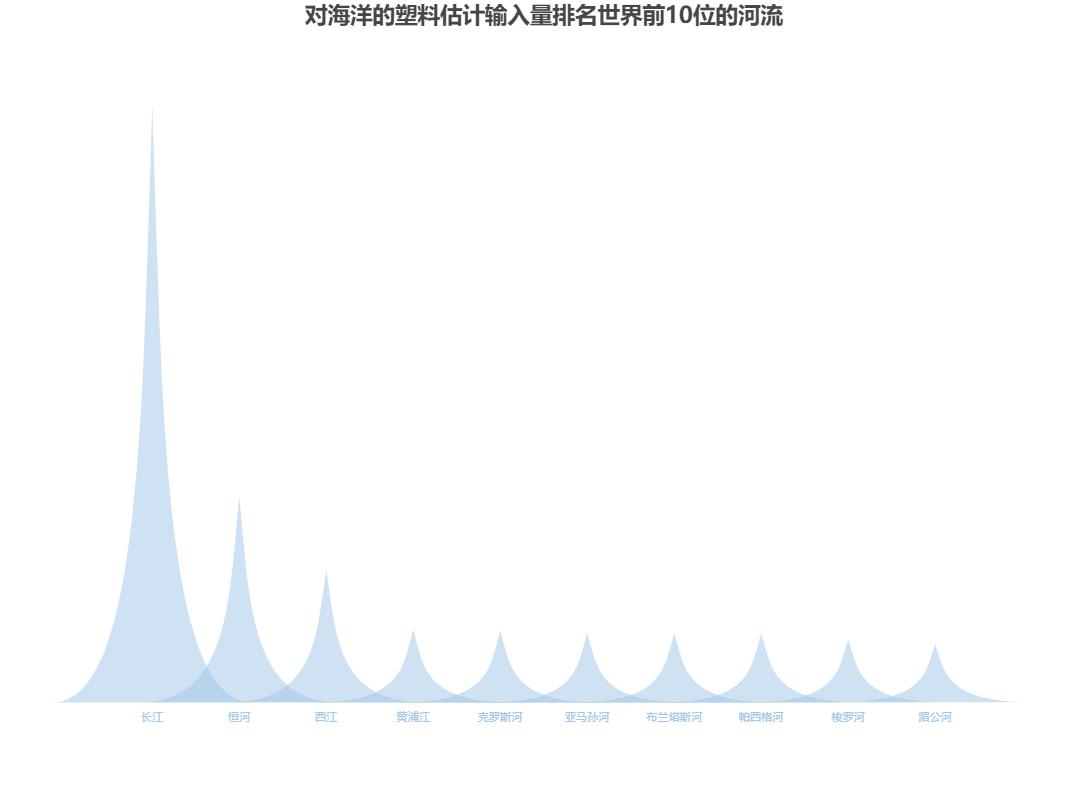 对海洋的塑料估计输入量排名世界前10位的河流
长江
恒河
西江
黄浦江
克罗斯河
亚马孙河
布兰塔斯河
帕西格河
梭罗河
湄公河